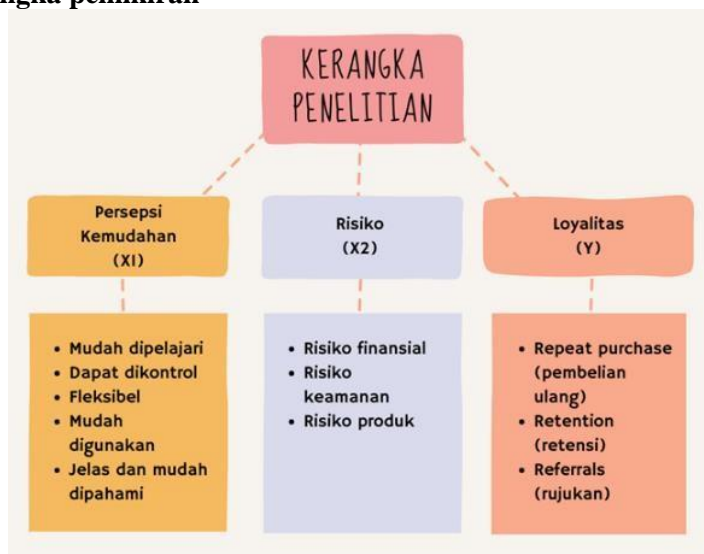 KERANGKA
PENELITIAN
Persepsi
Kemudahan
(X1)
Risiko
(X2)
Loyalitas
(Y)
• Mudah dipelajari
• Dapat dikontrol
• Fleksibel
• Mudah
digunakan
• Jelas dan mudah
dipahami
• Risiko finansial
• Risiko
keamanan
• Risiko produk
• Repeat purchase
(pembelian
ulang)
• Retention
(retensi)
• Referrals
(rujukan)